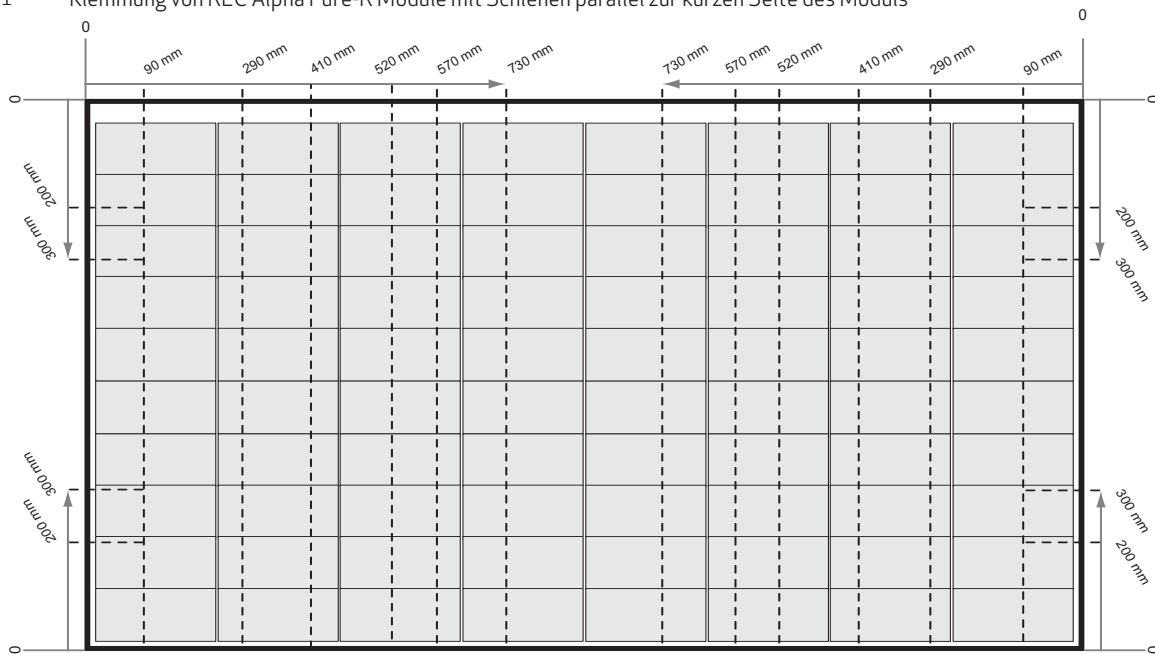 1 Klemmung von REC Alpha Pure-R Module mit Schienen parallel zur kurzen Seite des Moduls
0 0
90 mm 290 mm 410 mm 520 mm 570 mm 730 mm 730 mm 570 mm 520 mm 410 mm 290 mm 90 mm
0 0
200 mm 200 mm
300 mm 300 mm
300 mm 300 mm
200 mm 200 mm
0 0